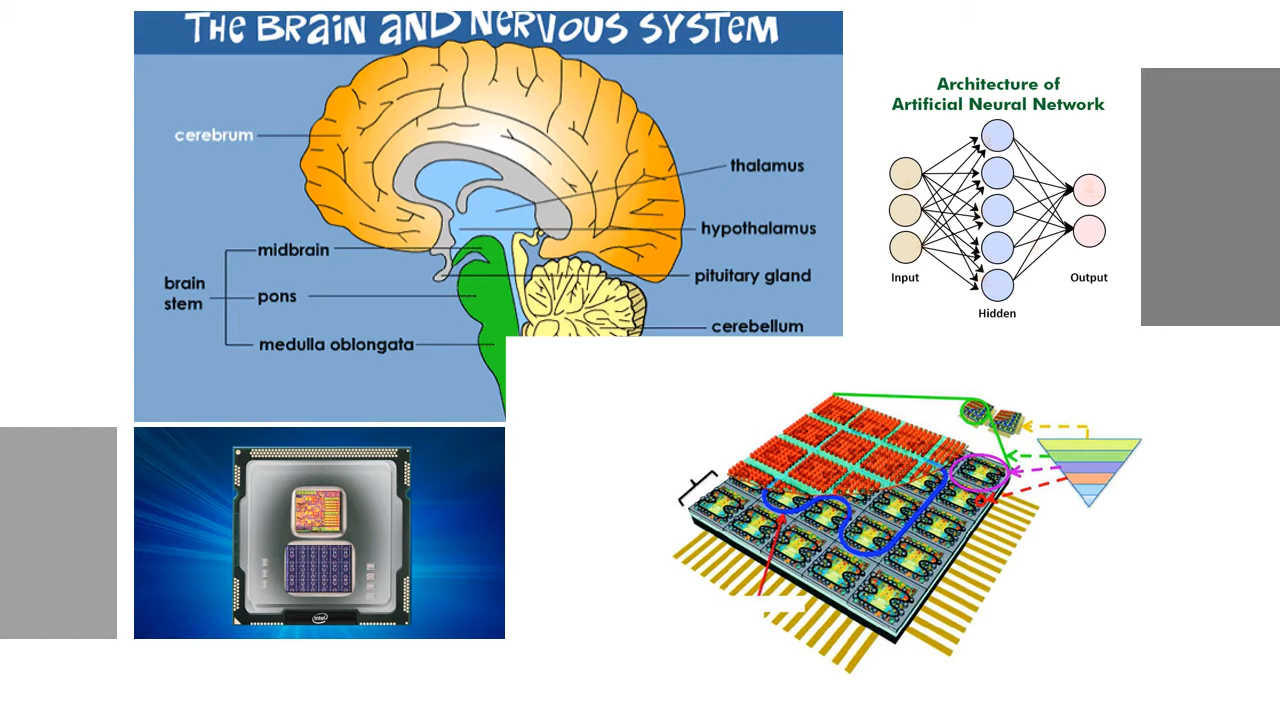 THE BRAIN AND NERVOUS SYSTEM
cerebrum
thalamus
hypothalamus
midbrain
pituitary gland
brain
stem
pons
cerebellum
medulla oblongata
Architecture of
Artificial Neural Network
Input
Output
Hidden
intel